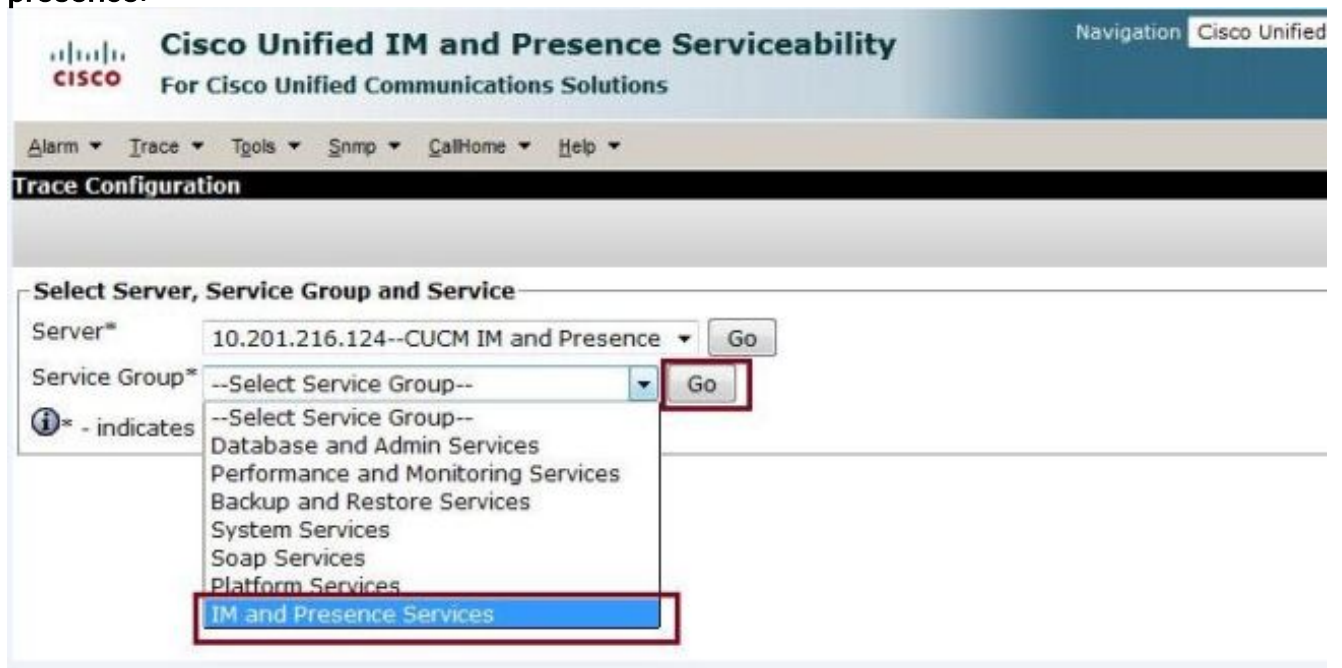 presence.
Cisco Unified IM and Presence Serviceability
Navigation Cisco Unified
CISCO
For Cisco Unified Communications Solutions
Alarm Trace Tools Snmp CallHome Help
Trace Configuration
Select Server, Service Group and Service
Server* 10.201.216.124--CUCM IM and Presence Go
Service Group* --Select Service Group-- Go
* - indicates
--Select Service Group--
Database and Admin Services
Performance and Monitoring Services
Backup and Restore Services
System Services
Soap Services
Platform Services
IM and Presence Services